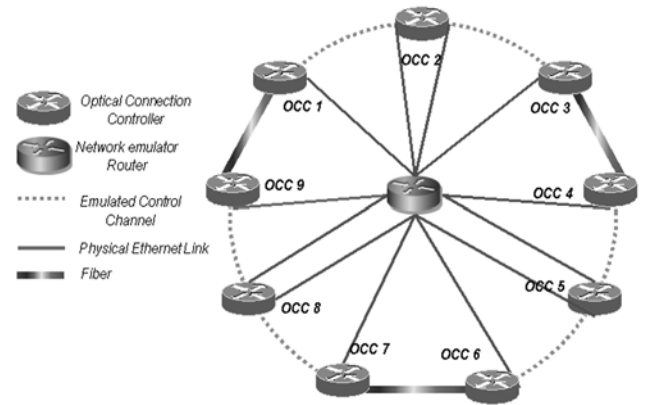 OCC 2
OCC 1
OCC 3
Optical Connection
Controller
Network emulator
Router
OCC 9
OCC 4
Emulated Control
Channel
Physical Ethernet Link
Fiber
OCC 5
OCC 8
OCC 7
OCC 6